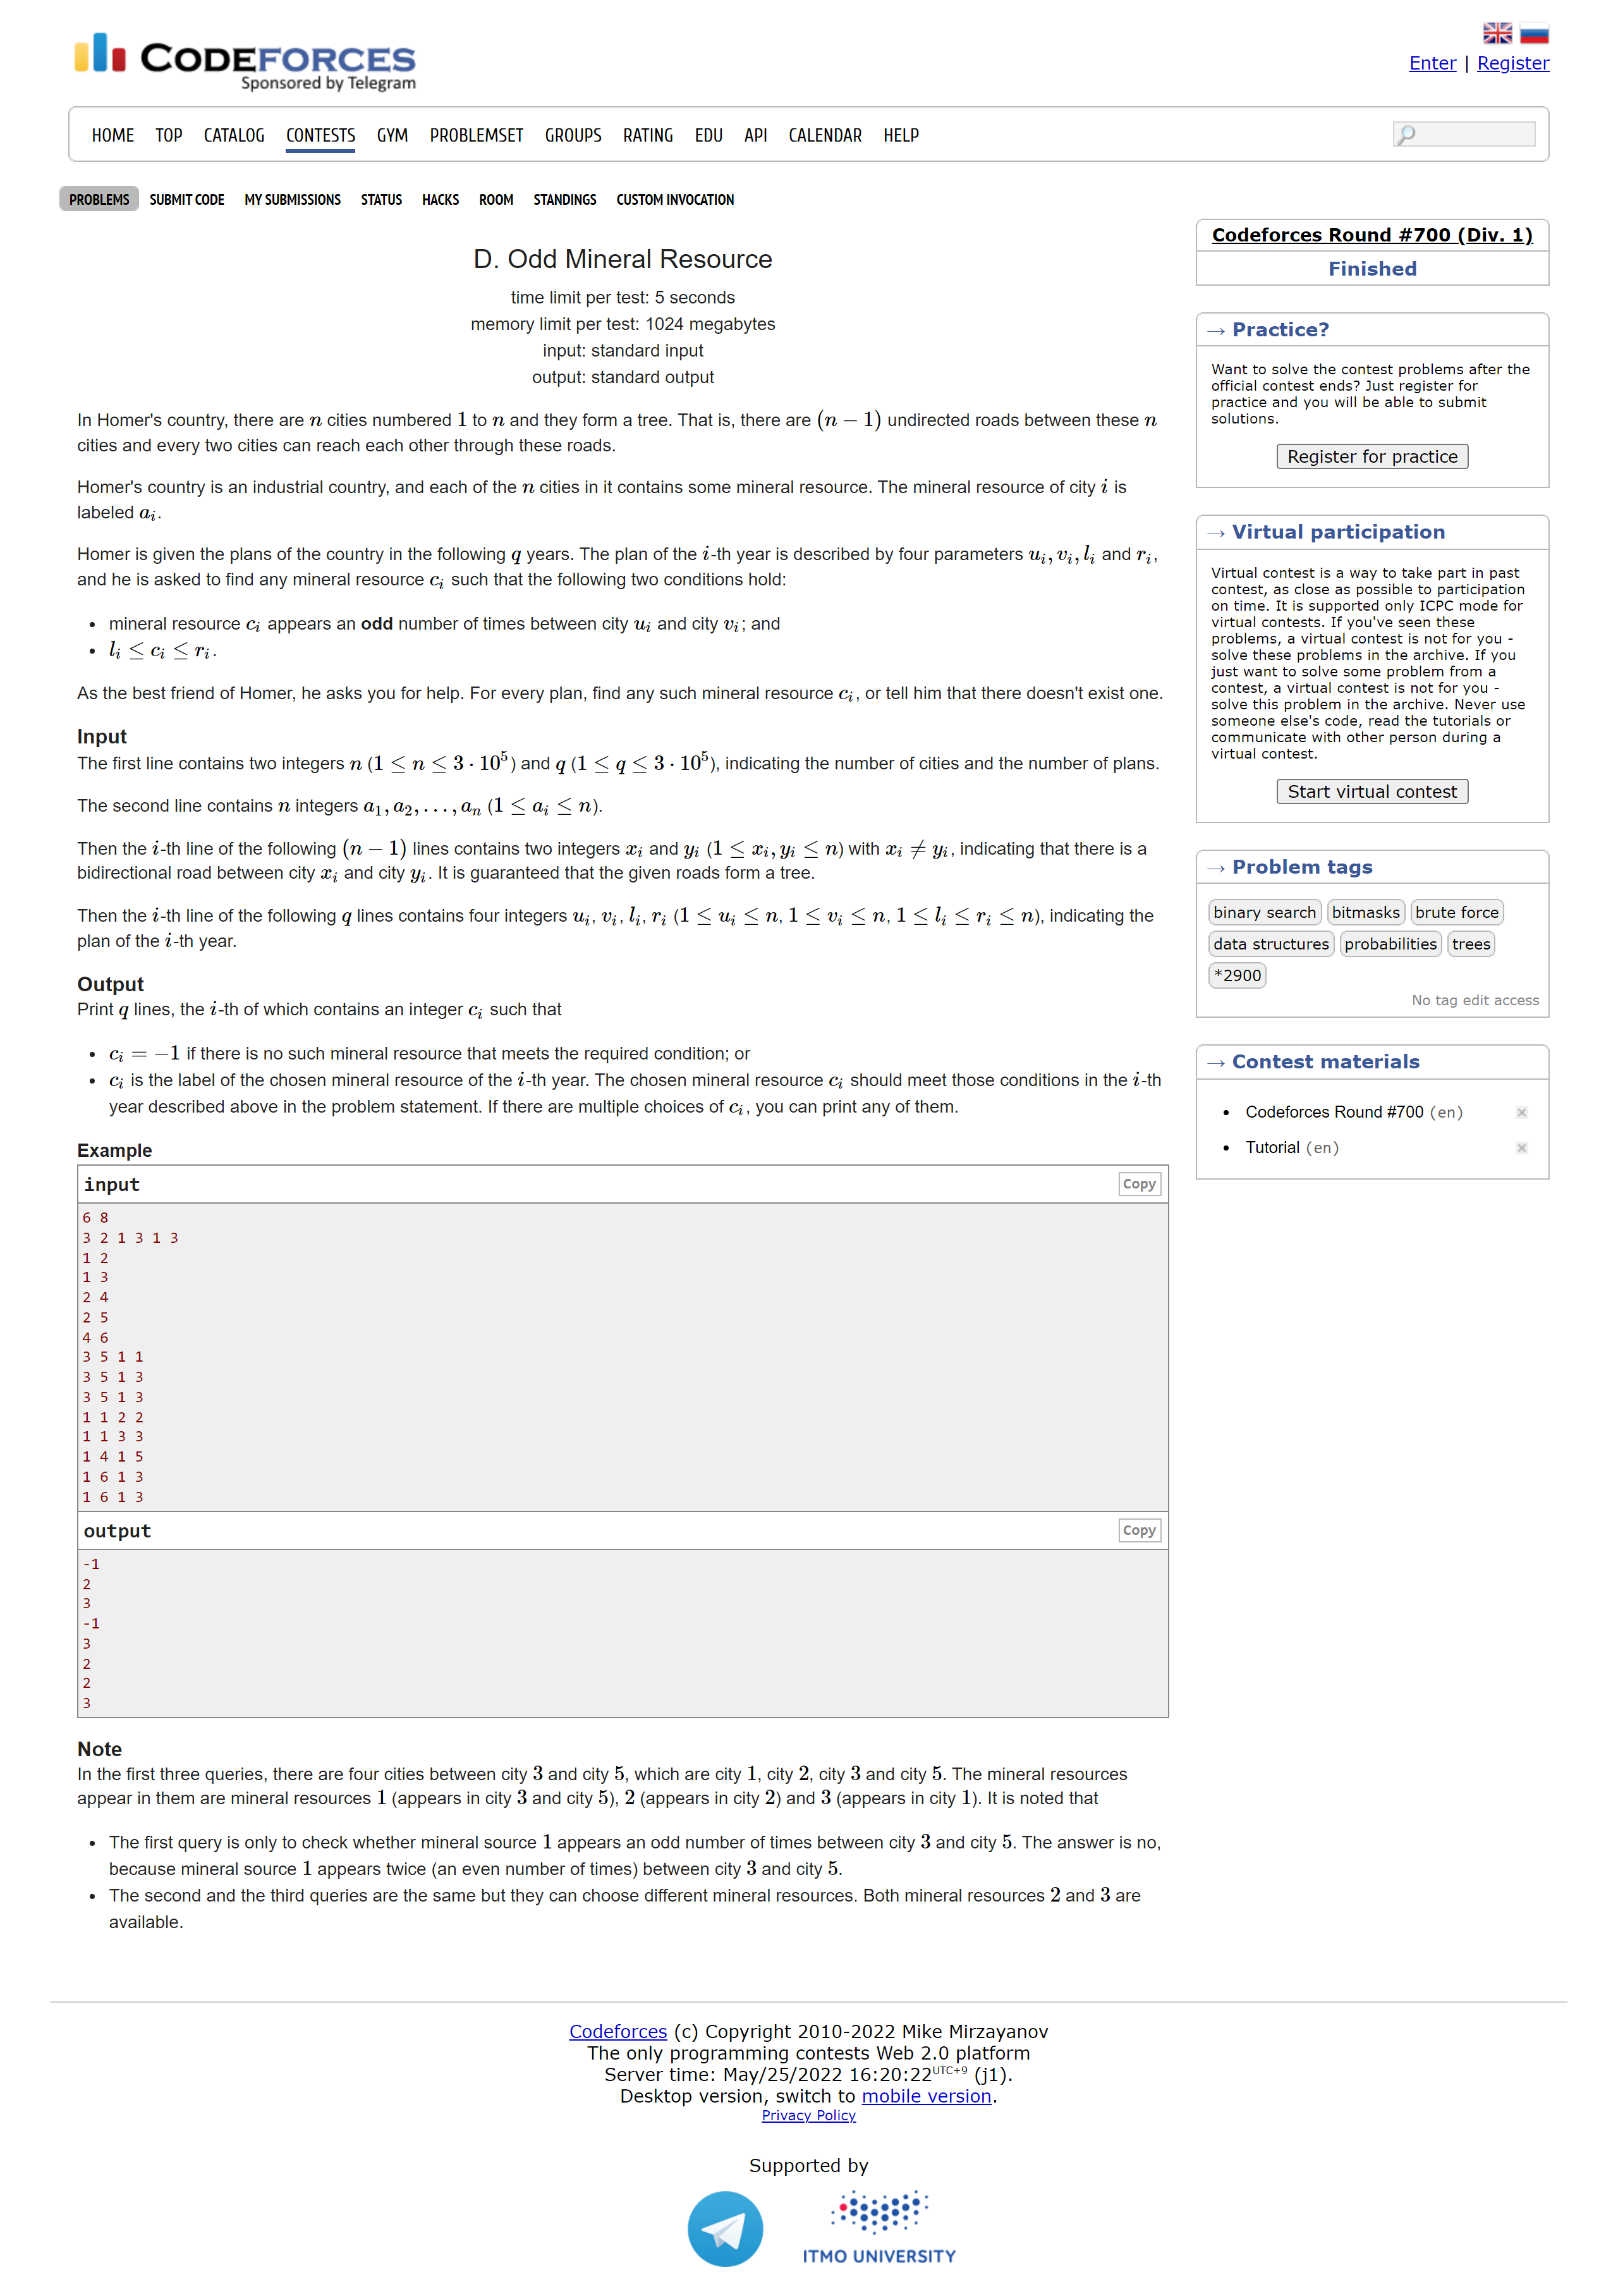 CODEFORCES
Sponsored by Telegram
Enter | Register
HOME TOP CATALOG CONTESTS GYM PROBLEMSET GROUPS RATING EDU API CALENDAR HELP
PROBLEMS SUBMIT CODE MY SUBMISSIONS STATUS HACKS ROOM STANDINGS CUSTOM INVOCATION
D. Odd Mineral Resource
time limit per test: 5 seconds
memory limit per test: 1024 megabytes
input: standard input
output: standard output
In Homer's country, there are n cities numbered 1 to n and they form a tree. That is, there are (n − 1) undirected roads between these n
cities and every two cities can reach each other through these roads.
Homer's country is an industrial country, and each of the n cities in it contains some mineral resource. The mineral resource of city i is
labeled a_i.
Homer is given the plans of the country in the following q years. The plan of the i-th year is described by four parameters u_i, v_i, l_i and r_i,
and he is asked to find any mineral resource c_i such that the following two conditions hold:
• mineral resource c_i appears an odd number of times between city u_i and city v_i; and
• l_i ≤ c_i ≤ r_i.
As the best friend of Homer, he asks you for help. For every plan, find any such mineral resource c_i, or tell him that there doesn't exist one.
Input
The first line contains two integers n (1 ≤ n ≤ 3 · 10^5) and q (1 ≤ q ≤ 3 · 10^5), indicating the number of cities and the number of plans.
The second line contains n integers a_1, a_2, . . . , a_n (1 ≤ a_i ≤ n).
Then the i-th line of the following (n − 1) lines contains two integers x_i and y_i (1 ≤ x_i, y_i ≤ n) with x_i ≠ y_i, indicating that there is a
bidirectional road between city x_i and city y_i. It is guaranteed that the given roads form a tree.
Then the i-th line of the following q lines contains four integers u_i, v_i, l_i, r_i (1 ≤ u_i ≤ n, 1 ≤ v_i ≤ n, 1 ≤ l_i ≤ r_i ≤ n), indicating the
plan of the i-th year.
Output
Print q lines, the i-th of which contains an integer c_i such that
• c_i = −1 if there is no such mineral resource that meets the required condition; or
• c_i is the label of the chosen mineral resource of the i-th year. The chosen mineral resource c_i should meet those conditions in the i-th
year described above in the problem statement. If there are multiple choices of c_i, you can print any of them.
Example
input
Copy
6 8
3 2 1 3 1 3
1 2
1 3
2 4
2 5
4 6
3 5 1 1
3 5 1 3
3 5 1 3
1 1 2 2
1 1 3 3
1 4 1 5
1 6 1 3
1 6 1 3
output
Copy
-1
2
3
-1
3
2
2
3
Note
In the first three queries, there are four cities between city 3 and city 5, which are city 1, city 2, city 3 and city 5. The mineral resources
appear in them are mineral resources 1 (appears in city 3 and city 5), 2 (appears in city 2) and 3 (appears in city 1). It is noted that
• The first query is only to check whether mineral source 1 appears an odd number of times between city 3 and city 5. The answer is no,
because mineral source 1 appears twice (an even number of times) between city 3 and city 5.
• The second and the third queries are the same but they can choose different mineral resources. Both mineral resources 2 and 3 are
available.
Codeforces Round #700 (Div. 1)
Finished
→ Practice?
Want to solve the contest problems after the
official contest ends? Just register for
practice and you will be able to submit
solutions.
Register for practice
→ Virtual participation
Virtual contest is a way to take part in past
contest, as close as possible to participation
on time. It is supported only ICPC mode for
virtual contests. If you've seen these
problems, a virtual contest is not for you -
solve these problems in the archive. If you
just want to solve some problem from a
contest, a virtual contest is not for you -
solve this problem in the archive. Never use
someone else's code, read the tutorials or
communicate with other person during a
virtual contest.
Start virtual contest
→ Problem tags
binary search bitmasks brute force
data structures probabilities trees
*2900
No tag edit access
→ Contest materials
• Codeforces Round #700 (en)
• Tutorial (en)
Codeforces (c) Copyright 2010-2022 Mike Mirzayanov
The only programming contests Web 2.0 platform
Server time: May/25/2022 16:20:22 UTC+9 (j1).
Desktop version, switch to mobile version.
Privacy Policy
Supported by
ITMO UNIVERSITY